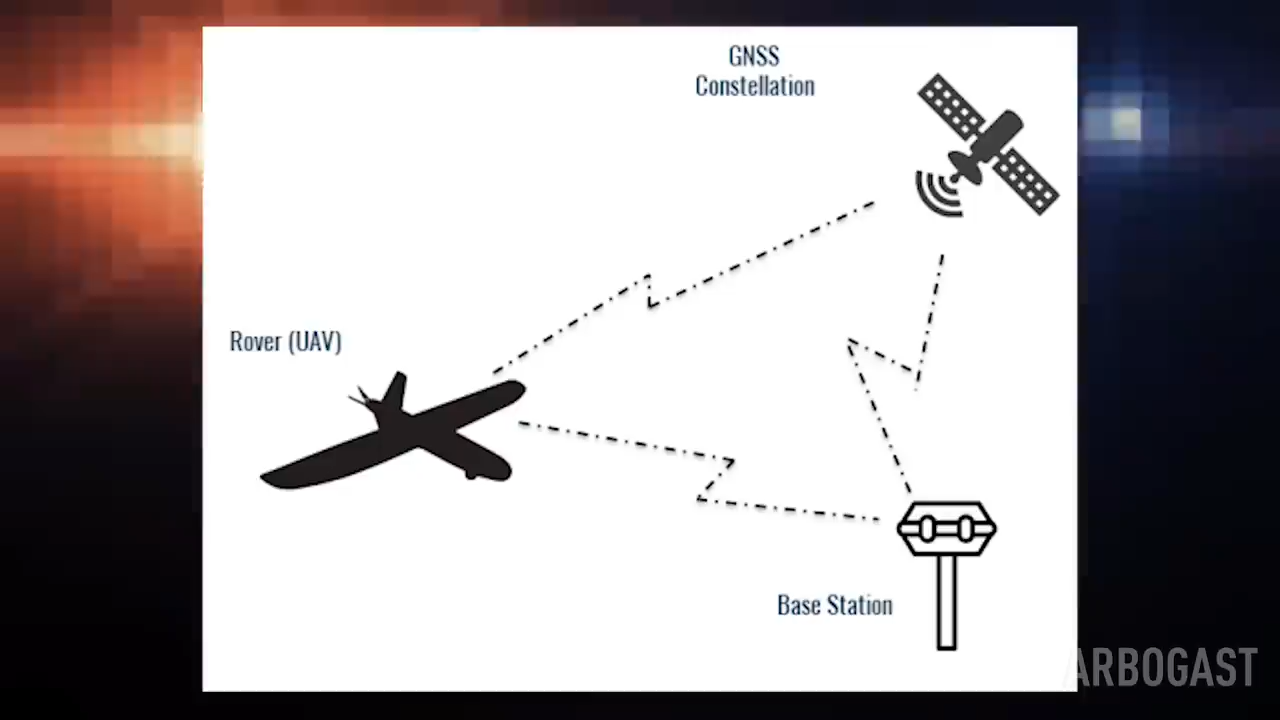 GNSS
Constellation
Rover (UAV)
Base Station
ARBOGAST